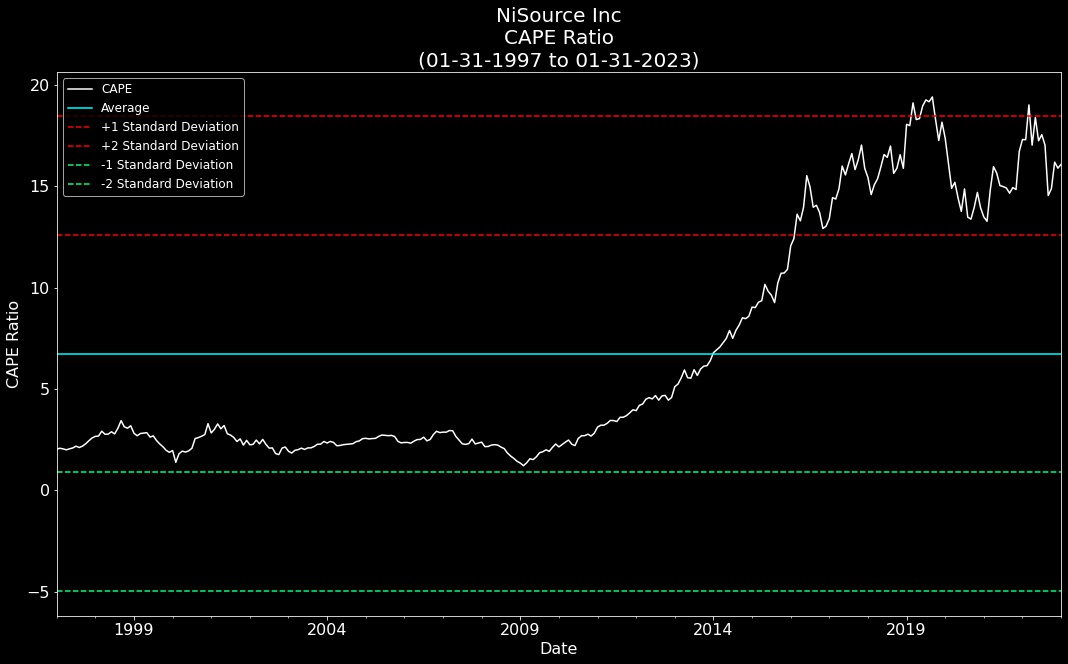 NiSource Inc
CAPE Ratio
(01-31-1997 to 01-31-2023)
CAPE
Average
+1 Standard Deviation
+2 Standard Deviation
-1 Standard Deviation
-2 Standard Deviation
20
15
10
5
0
−5
CAPE Ratio
1999
2004
2009
2014
2019
Date